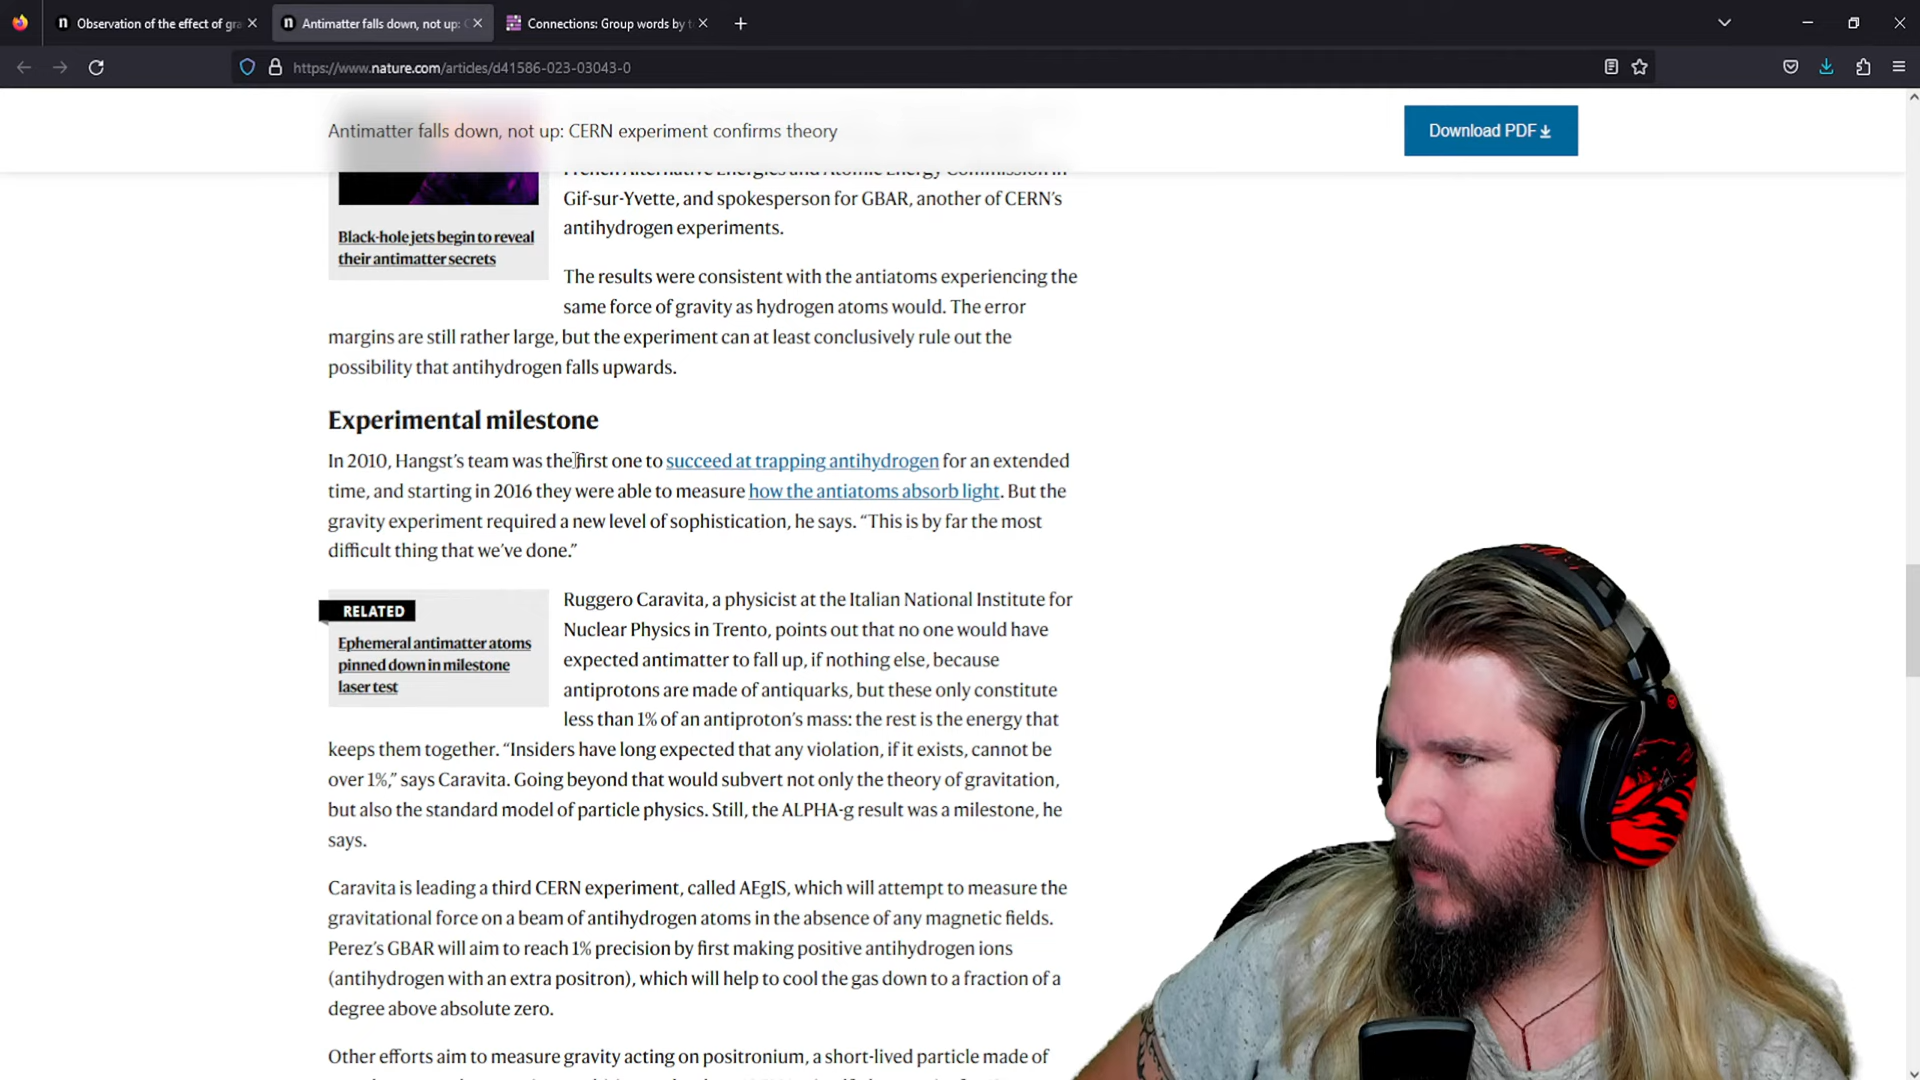 Observation of the effect of gr
Antimatter falls down, not up:
Connections: Group words by t
https://www.nature.com/articles/d41586-023-03043-0
Antimatter falls down, not up: CERN experiment confirms theory
Download PDF
French Alternative Energies and Atomic Energy Commission in
Gif-sur-Yvette, and spokesperson for GBAR, another of CERN's
antihydrogen experiments.
Black-hole jets begin to reveal
their antimatter secrets
The results were consistent with the antiatoms experiencing the
same force of gravity as hydrogen atoms would. The error
margins are still rather large, but the experiment can at least conclusively rule out the
possibility that antihydrogen falls upwards.
Experimental milestone
In 2010, Hangst's team was the first one to succeed at trapping antihydrogen for an extended
time, and starting in 2016 they were able to measure how the antiatoms absorb light. But the
gravity experiment required a new level of sophistication, he says. “This is by far the most
difficult thing that we've done.”
RELATED
Ephemeral antimatter atoms
pinned down in milestone
laser test
Ruggero Caravita, a physicist at the Italian National Institute for
Nuclear Physics in Trento, points out that no one would have
expected antimatter to fall up, if nothing else, because
antiprotons are made of antiquarks, but these only constitute
less than 1% of an antiproton's mass: the rest is the energy that
keeps them together. “Insiders have long expected that any violation, if it exists, cannot be
over 1%,” says Caravita. Going beyond that would subvert not only the theory of gravitation,
but also the standard model of particle physics. Still, the ALPHA-g result was a milestone, he
says.
Caravita is leading a third CERN experiment, called AEgIS, which will attempt to measure the
gravitational force on a beam of antihydrogen atoms in the absence of any magnetic fields.
Perez's GBAR will aim to reach 1% precision by first making positive antihydrogen ions
(antihydrogen with an extra positron), which will help to cool the gas down to a fraction of a
degree above absolute zero.
Other efforts aim to measure gravity acting on positronium, a short-lived particle made of